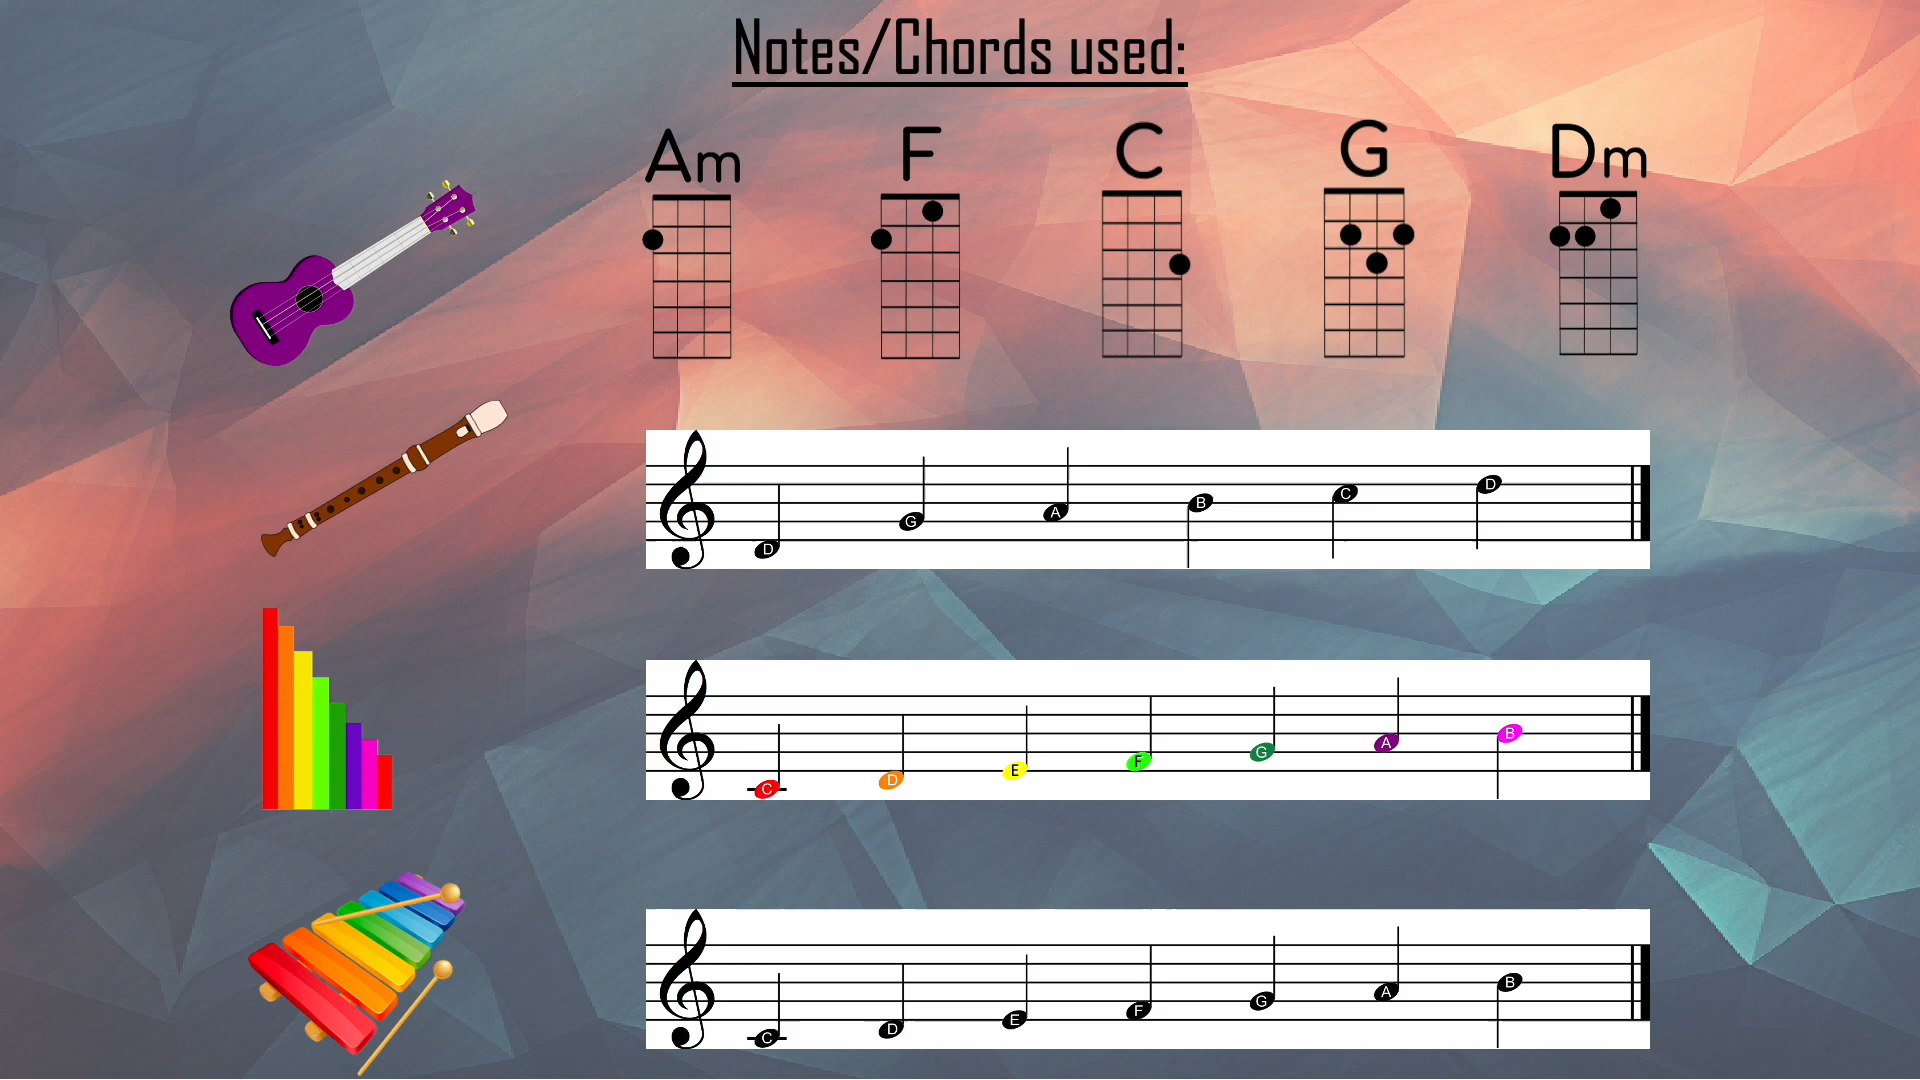 Notes/Chords used:
Am F C G Dm
D G A B C D
C D E F G A B
C D E F G A B